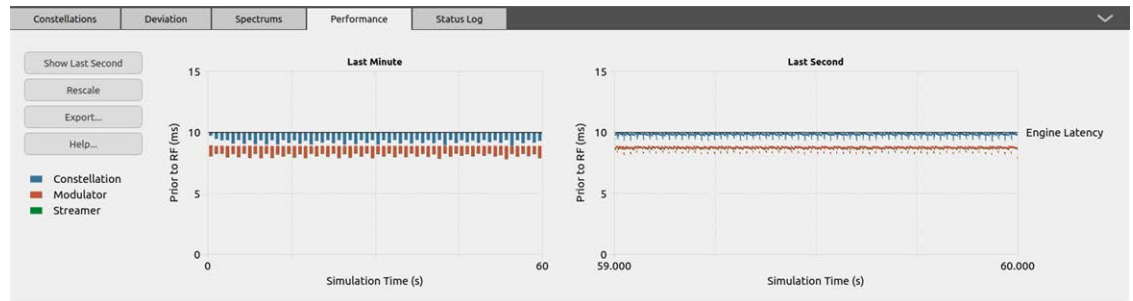 Constellations Deviation Spectrums Performance Status Log
Show Last Second
Rescale
Export...
Help...
Constellation
Modulator
Streamer
Last Minute
Prior to RF (ms)
15
10
5
0
0 60
Simulation Time (s)
Last Second
Prior to RF (ms)
15
10
5
0
59.000 60.000
Simulation Time (s)
Engine Latency